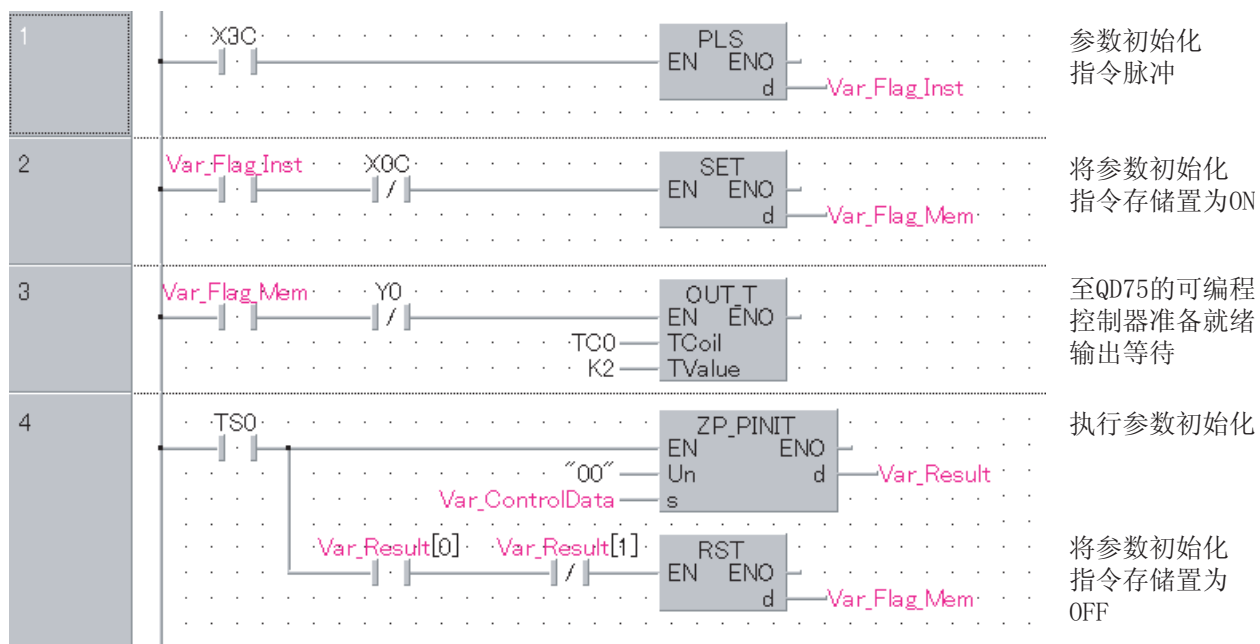 1
X3C
PLS
EN ENO
d
Var_Flag_Inst
参数初始化
指令脉冲
2
Var_Flag_Inst
X0C
SET
EN ENO
d
Var_Flag_Mem
将参数初始化
指令存储置为ON
3
Var_Flag_Mem
Y0
OUT_T
EN ENO
TC0
TCoil
K2
TValue
至QD75的可编程
控制器准备就绪
输出等待
4
TS0
ZP_PINIT
EN ENO
"00"
Un d
Var_Result
Var_ControlData
s
执行参数初始化
Var_Result[0]
Var_Result[1]
RST
EN ENO
d
Var_Flag_Mem
将参数初始化
指令存储置为
OFF